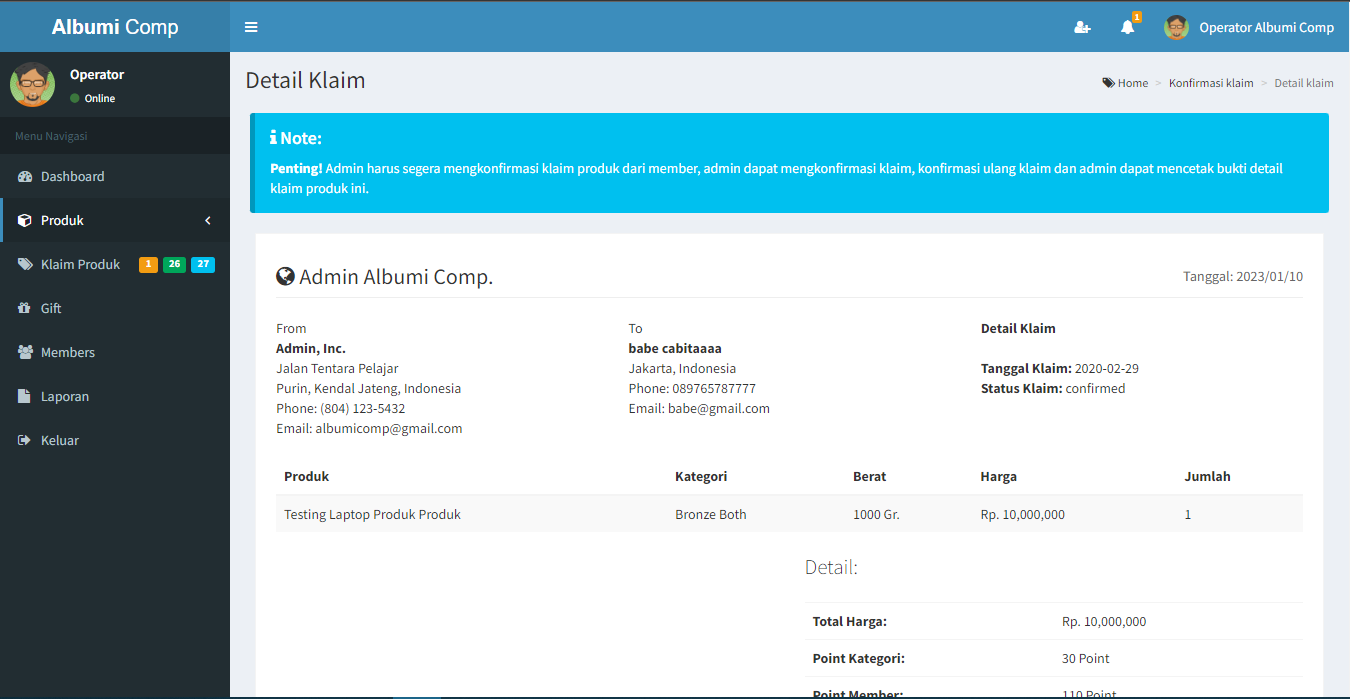 Albumi Comp
1
Operator Albumi Comp
Operator
Online
Menu Navigasi
Dashboard
Produk
Klaim Produk 1 26 27
Gift
Members
Laporan
Keluar
Detail Klaim
Home > Konfirmasi klaim > Detail klaim
Note:
Penting! Admin harus segera mengkonfirmasi klaim produk dari member, admin dapat mengkonfirmasi klaim, konfirmasi ulang klaim dan admin dapat mencetak bukti detail
klaim produk ini.
Admin Albumi Comp.
Tanggal: 2023/01/10
From
Admin, Inc.
Jalan Tentara Pelajar
Purin, Kendal Jateng, Indonesia
Phone: (804) 123-5432
Email: albumicomp@gmail.com
To
babe cabitaaaa
Jakarta, Indonesia
Phone: 089765787777
Email: babe@gmail.com
Detail Klaim
Tanggal Klaim: 2020-02-29
Status Klaim: confirmed
Produk Kategori Berat Harga Jumlah
Testing Laptop Produk Produk Bronze Both 1000 Gr. Rp. 10,000,000 1
Detail:
Total Harga: Rp. 10,000,000
Point Kategori: 30 Point
Point Member: 110 Point